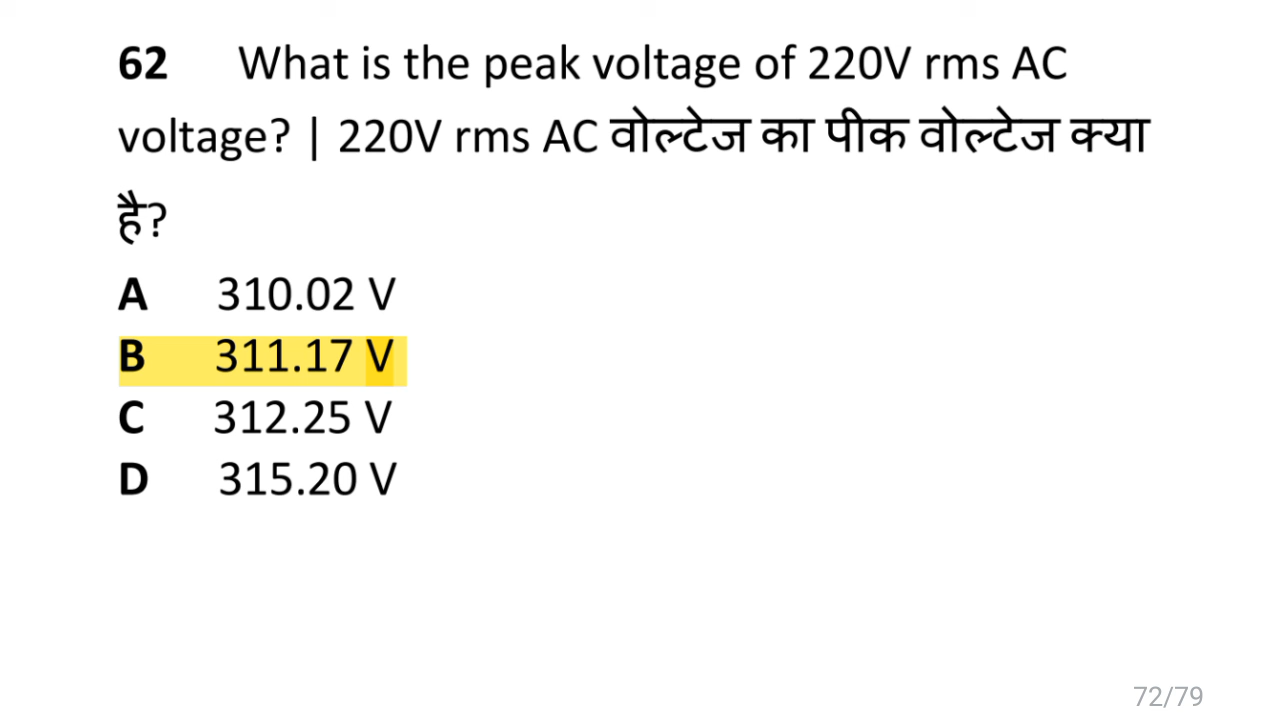 62 What is the peak voltage of 220V rms AC
voltage? | 220V rms AC वोल्टेज का पीक वोल्टेज क्या
है?
A 310.02 V
B 311.17 V
C 312.25 V
D 315.20 V
72/79